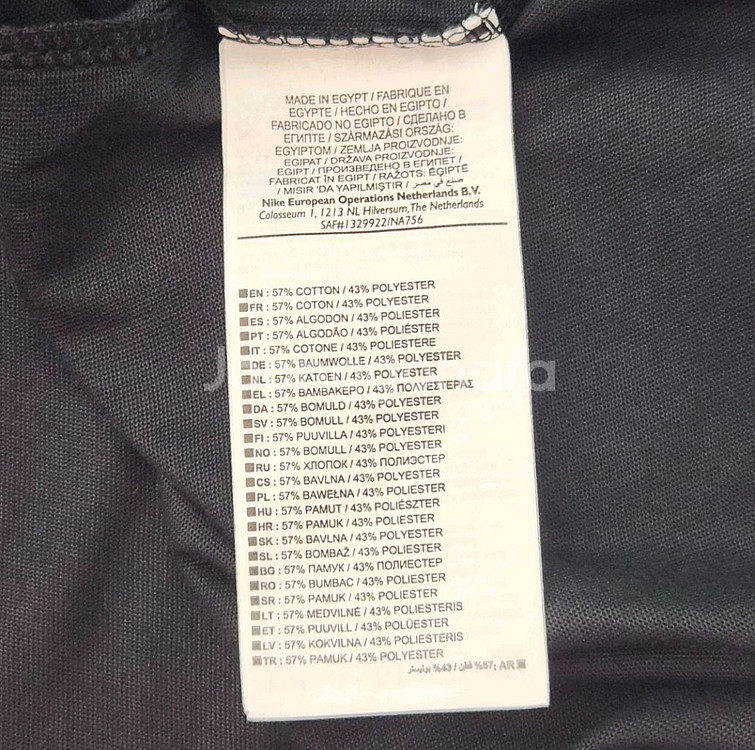 MADE IN EGYPT / FABRIQUE EN
EGYPTE / HECHO EN EGIPTO /
FABRICADO NO EGIPTO / СДЕЛАНО В
ЕГИПТЕ / SZÁRMAZÁSI ORSZÁG:
EGYIPTOM / ZEMLJA PROIZVODNJE:
EGIPAT / DRŽAVA PROIZVODNJE:
EGIPT / ПРОИЗВЕДЕНО В ЕГИПЕТ /
FABRICAT ÎN EGIPT / RAŽOTS: ĒĢIPTĒ
/ MISIR 'DA YAPILMIŞTIR / صنع في مصر
Nike European Operations Netherlands B.V.
Colosseum 1, 1213 NL Hilversum, The Netherlands
SAF#1329922/NA756
EN : 57% COTTON / 43% POLYESTER
FR : 57% COTON / 43% POLYESTER
ES : 57% ALGODON / 43% POLIESTER
PT : 57% ALGODÃO / 43% POLIÉSTER
IT : 57% COTONE / 43% POLIESTERE
DE : 57% BAUMWOLLE / 43% POLYESTER
NL : 57% KATOEN / 43% POLYESTER
EL : 57% ΒΑΜΒΑΚΕΡΟ / 43% ΠΟΛΥΕΣΤΕΡΑΣ
DA : 57% BOMULD / 43% POLYESTER
SV : 57% BOMULL / 43% POLYESTER
FI : 57% PUUVILLA / 43% POLYESTERI
NO : 57% BOMULL / 43% POLYESTER
RU : 57% ХЛОПОК / 43% ПОЛИЭСТЕР
CS : 57% BAVLNA / 43% POLYESTER
PL : 57% BAWEŁNA / 43% POLIESTER
HU : 57% PAMUT / 43% POLIÉSZTER
HR : 57% PAMUK / 43% POLIESTER
SK : 57% BAVLNA / 43% POLYESTER
SL : 57% BOMBAŽ / 43% POLIESTER
BG : 57% ПАМУК / 43% ПОЛИЕСТЕР
RO : 57% BUMBAC / 43% POLIESTER
SR : 57% PAMUK / 43% POLIESTER
LT : 57% MEDVILNĖ / 43% POLIESTERIS
ET : 57% PUUVILL / 43% POLÜESTER
LV : 57% KOKVILNA / 43% POLIESTERIS
TR : 57% PAMUK / 43% POLYESTER
AR : 57% قطن / 43% بوليستر